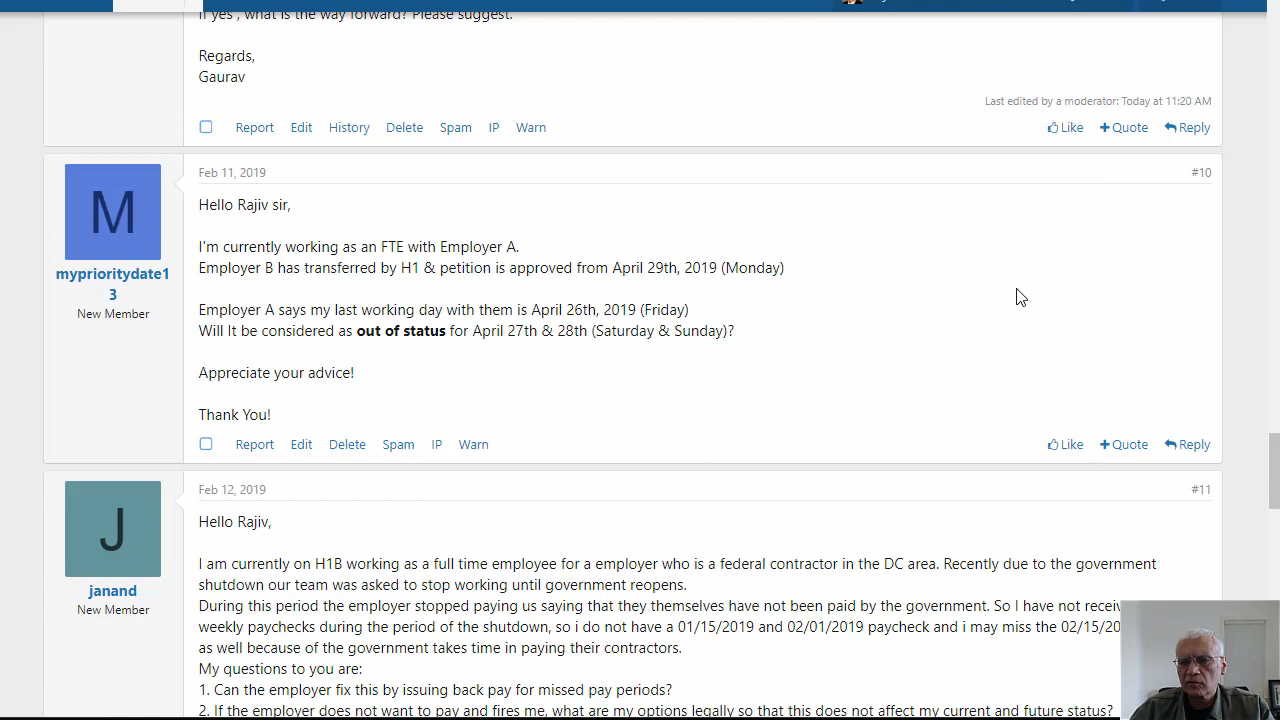 If yes , what is the way forward? Please suggest.
Regards,
Gaurav
Last edited by a moderator: Today at 11:20 AM
Report Edit History Delete Spam IP Warn
Like Quote Reply
M
myprioritydate1
3
New Member
Feb 11, 2019
#10
Hello Rajiv sir,
I'm currently working as an FTE with Employer A.
Employer B has transferred by H1 & petition is approved from April 29th, 2019 (Monday)
Employer A says my last working day with them is April 26th, 2019 (Friday)
Will It be considered as out of status for April 27th & 28th (Saturday & Sunday)?
Appreciate your advice!
Thank You!
Report Edit Delete Spam IP Warn
Like Quote Reply
J
janand
New Member
Feb 12, 2019
#11
Hello Rajiv,
I am currently on H1B working as a full time employee for a employer who is a federal contractor in the DC area. Recently due to the government
shutdown our team was asked to stop working until government reopens.
During this period the employer stopped paying us saying that they themselves have not been paid by the government. So I have not
weekly paychecks during the period of the shutdown, so i do not have a 01/15/2019 and 02/01/2019 paycheck and i may miss the
as well because of the government takes time in paying their contractors.
My questions to you are:
1. Can the employer fix this by issuing back pay for missed pay periods?
2. If the employer does not want to pay and fires me, what are my options legally so that this does not affect my current and future status?